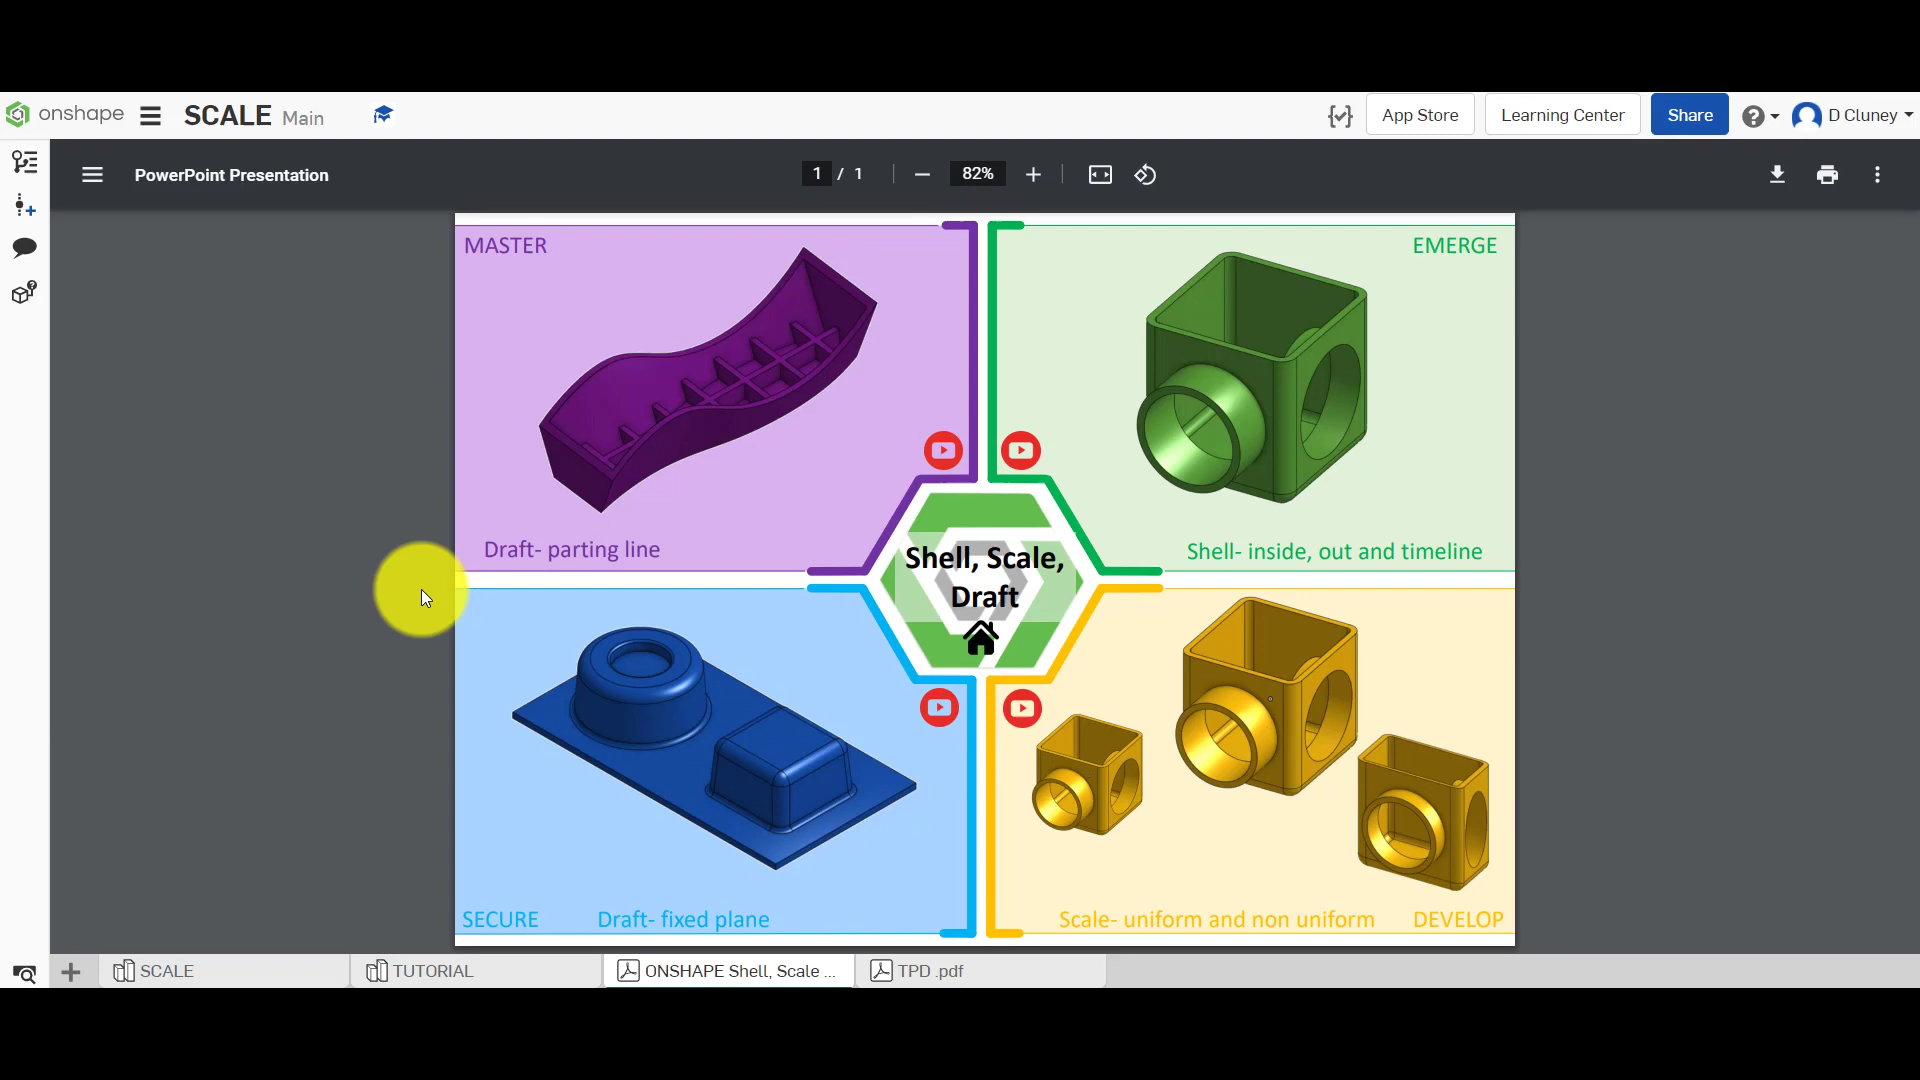 onshape
SCALE Main
App Store
Learning Center
Share
D Cluney
PowerPoint Presentation
1 / 1
82%
MASTER
EMERGE
Draft- parting line
Shell- inside, out and timeline
Shell, Scale,
Draft
SECURE
Draft- fixed plane
Scale- uniform and non uniform
DEVELOP
SCALE
TUTORIAL
ONSHAPE Shell, Scale ...
TPD .pdf